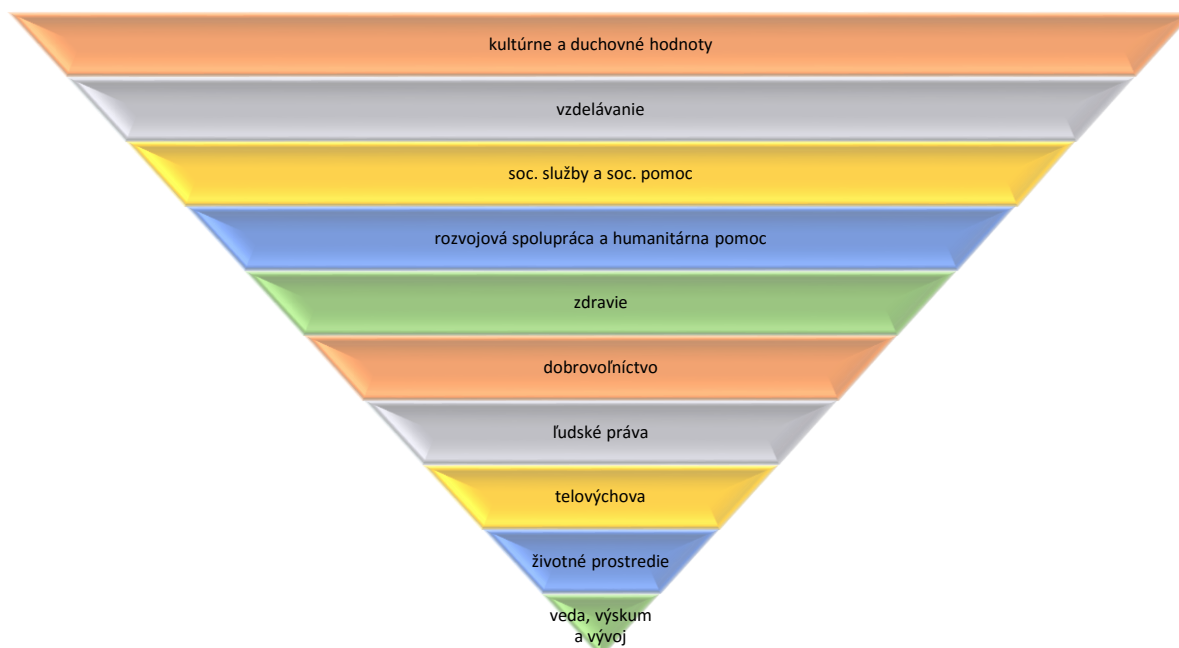 kultúrne a duchovné hodnoty
vzdelávanie
soc. služby a soc. pomoc
rozvojová spolupráca a humanitárna pomoc
zdravie
dobrovoľníctvo
ľudské práva
telovýchova
životné prostredie
veda, výskum
a vývoj